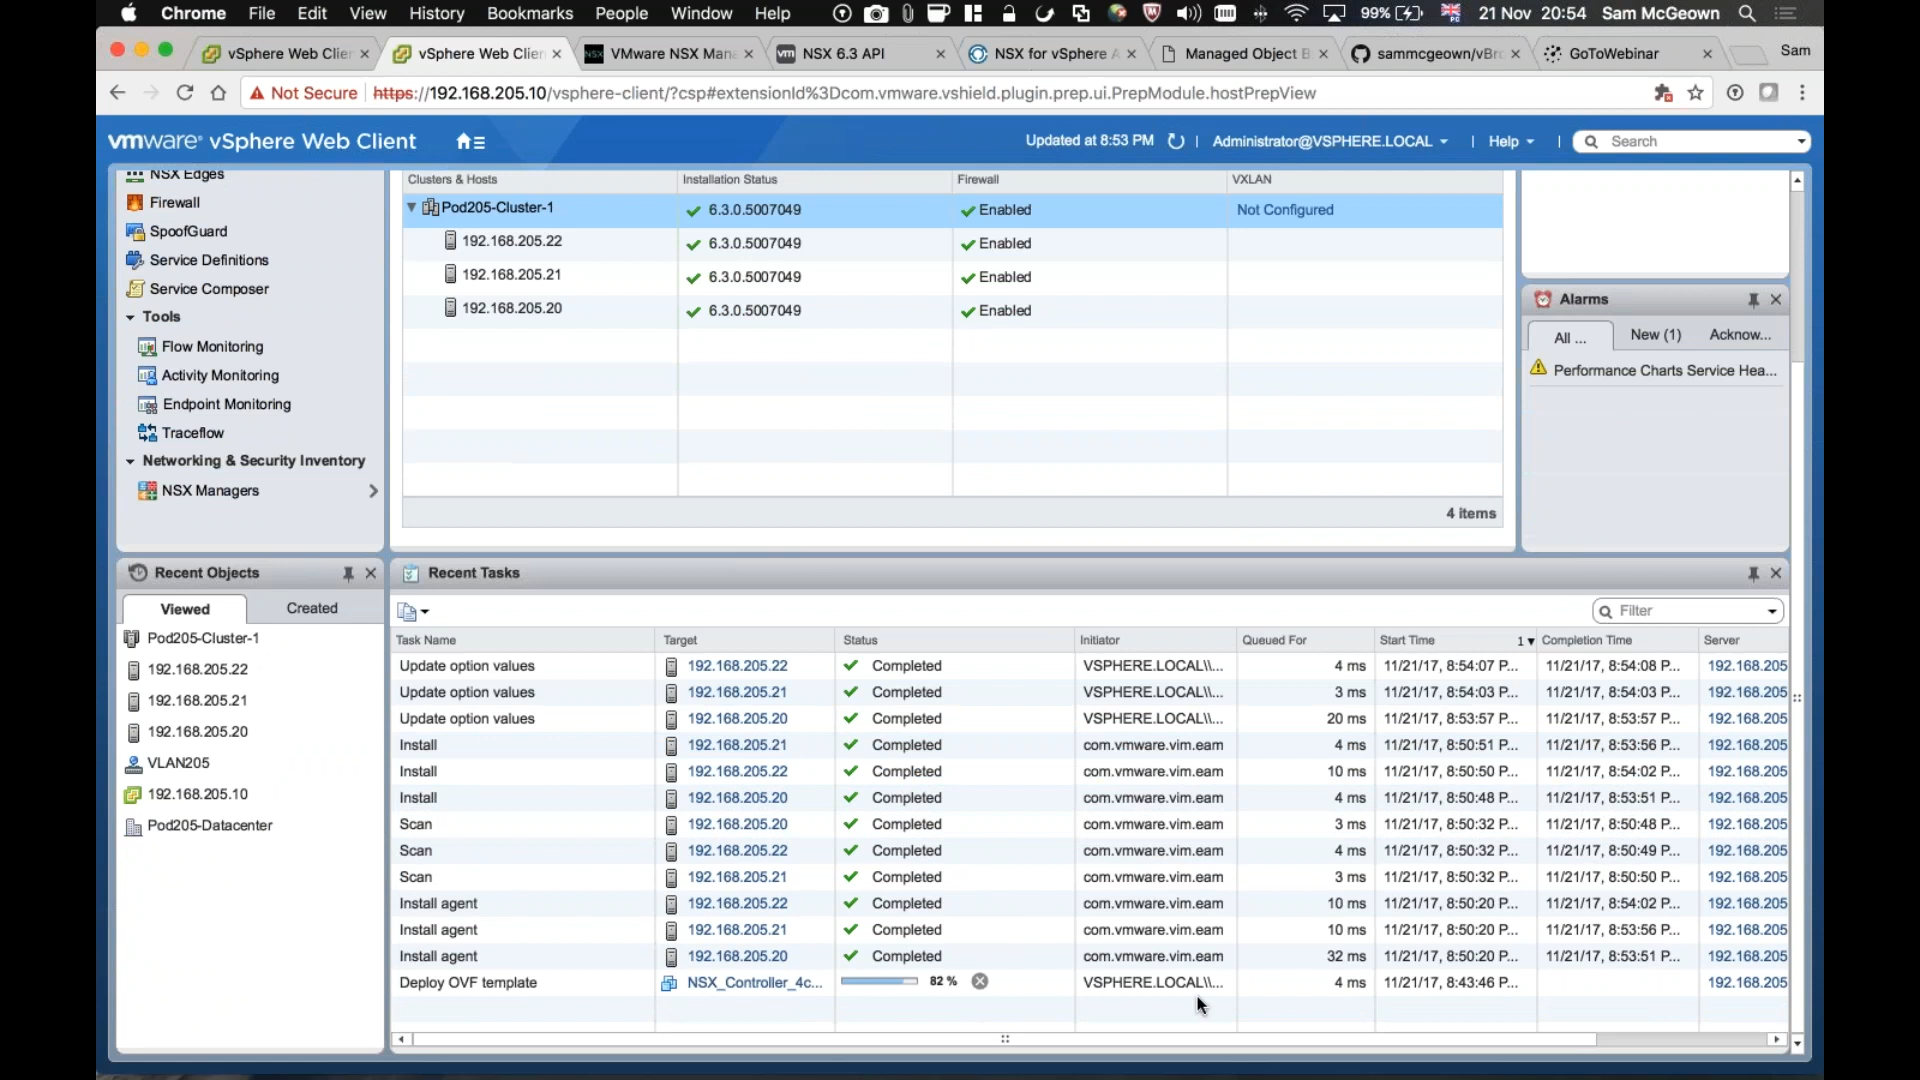 Chrome File Edit View History Bookmarks People Window Help 99% 21 Nov 20:54 Sam McGeown
vSphere Web Clien vSphere Web Clien NSX VMware NSX Mana vm NSX 6.3 API NSX for vSphere A Managed Object B sammcgeown/vBr GoToWebinar Sam
Not Secure https://192.168.205.10/vsphere-client/?csp#extensionId%3Dcom.vmware.vshield.plugin.prep.ui.PrepModule.hostPrepView
vmware® vSphere Web Client Updated at 8:53 PM Administrator@VSPHERE.LOCAL Help Search
NSX Edges
Firewall
SpoofGuard
Service Definitions
Service Composer
Tools
Flow Monitoring
Activity Monitoring
Endpoint Monitoring
Traceflow
Networking & Security Inventory
NSX Managers
Clusters & Hosts Installation Status Firewall VXLAN
Pod205-Cluster-1 6.3.0.5007049 Enabled Not Configured
192.168.205.22 6.3.0.5007049 Enabled
192.168.205.21 6.3.0.5007049 Enabled
192.168.205.20 6.3.0.5007049 Enabled
4 items
Alarms
All ... New (1) Acknow...
Performance Charts Service Hea...
Recent Objects
Viewed Created
Pod205-Cluster-1
192.168.205.22
192.168.205.21
192.168.205.20
VLAN205
192.168.205.10
Pod205-Datacenter
Recent Tasks
Filter
Task Name Target Status Initiator Queued For Start Time 1 Completion Time Server
Update option values 192.168.205.22 Completed VSPHERE.LOCAL\\... 4 ms 11/21/17, 8:54:07 P... 11/21/17, 8:54:08 P... 192.168.205
Update option values 192.168.205.21 Completed VSPHERE.LOCAL\\... 3 ms 11/21/17, 8:54:03 P... 11/21/17, 8:54:03 P... 192.168.205
Update option values 192.168.205.20 Completed VSPHERE.LOCAL\\... 20 ms 11/21/17, 8:53:57 P... 11/21/17, 8:53:57 P... 192.168.205
Install 192.168.205.21 Completed com.vmware.vim.eam 4 ms 11/21/17, 8:50:51 P... 11/21/17, 8:53:56 P... 192.168.205
Install 192.168.205.22 Completed com.vmware.vim.eam 10 ms 11/21/17, 8:50:50 P... 11/21/17, 8:54:02 P... 192.168.205
Install 192.168.205.20 Completed com.vmware.vim.eam 4 ms 11/21/17, 8:50:48 P... 11/21/17, 8:53:51 P... 192.168.205
Scan 192.168.205.20 Completed com.vmware.vim.eam 3 ms 11/21/17, 8:50:32 P... 11/21/17, 8:50:48 P... 192.168.205
Scan 192.168.205.22 Completed com.vmware.vim.eam 4 ms 11/21/17, 8:50:32 P... 11/21/17, 8:50:49 P... 192.168.205
Scan 192.168.205.21 Completed com.vmware.vim.eam 3 ms 11/21/17, 8:50:32 P... 11/21/17, 8:50:50 P... 192.168.205
Install agent 192.168.205.22 Completed com.vmware.vim.eam 10 ms 11/21/17, 8:50:20 P... 11/21/17, 8:54:02 P... 192.168.205
Install agent 192.168.205.21 Completed com.vmware.vim.eam 10 ms 11/21/17, 8:50:20 P... 11/21/17, 8:53:56 P... 192.168.205
Install agent 192.168.205.20 Completed com.vmware.vim.eam 32 ms 11/21/17, 8:50:20 P... 11/21/17, 8:53:51 P... 192.168.205
Deploy OVF template NSX_Controller_4c... 82 % VSPHERE.LOCAL\\... 4 ms 11/21/17, 8:43:46 P... 192.168.205